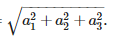 = √(a₁² + a₂² + a₃²).